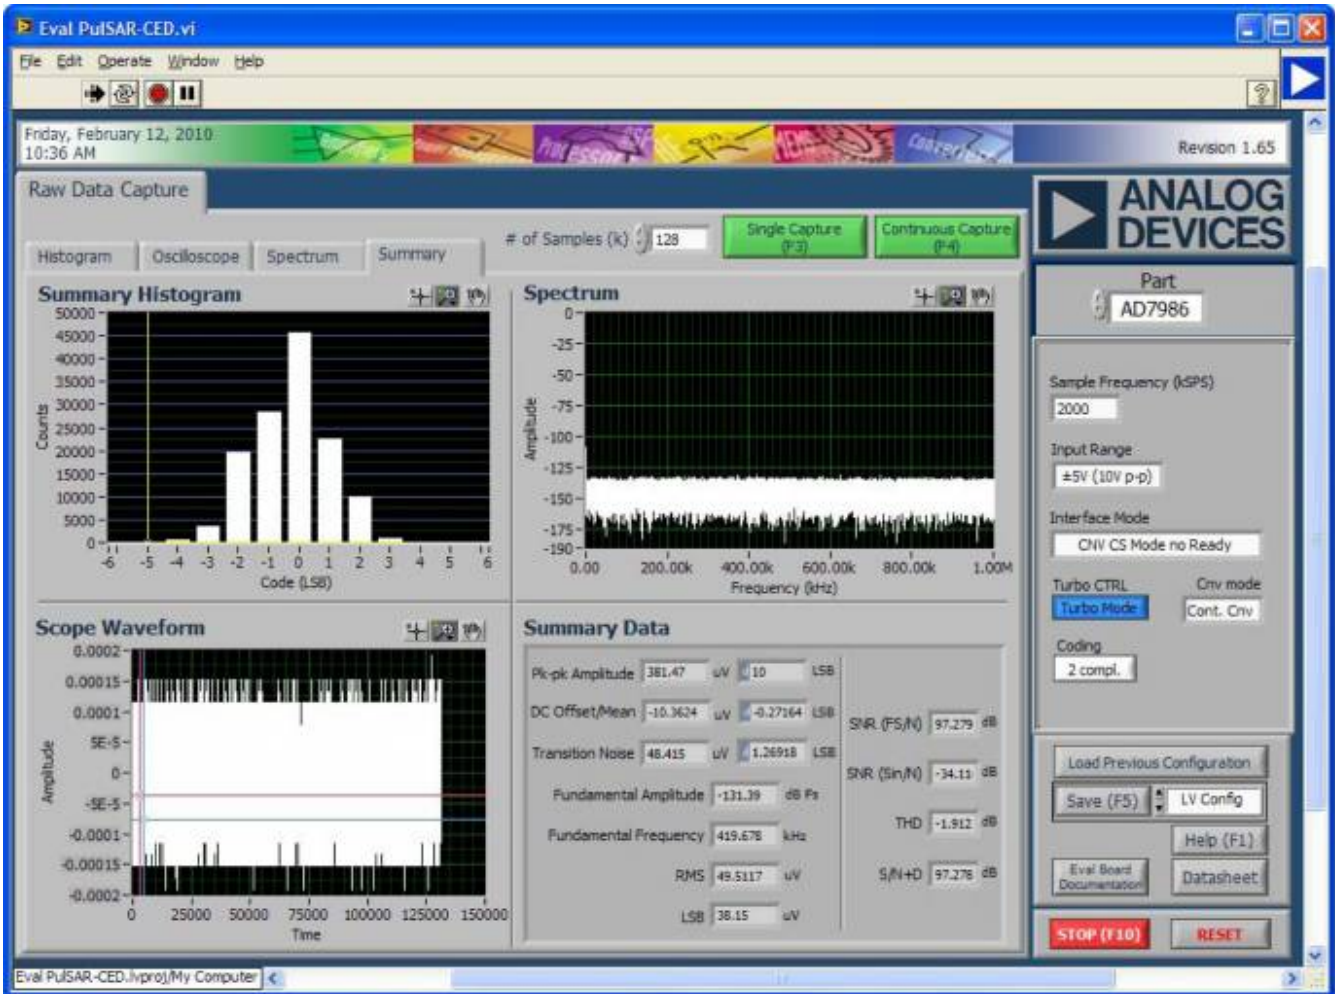 Eval PulSAR-CED.vi
File Edit Operate Window Help
Friday, February 12, 2010
10:36 AM
Revision 1.65
Raw Data Capture
ANALOG
DEVICES
# of Samples (k) 128
Single Capture
(F3)
Continuous Capture
(F4)
Histogram Oscilloscope Spectrum Summary
Part
AD7986
Summary Histogram
50000
45000
40000
35000
30000
25000
20000
15000
10000
5000
0
Counts
-6 -5 -4 -3 -2 -1 0 1 2 3 4 5 6
Code (LSB)
Spectrum
0
-25
-50
-75
-100
-125
-150
-175
-190
Amplitude
0.00 200.00k 400.00k 600.00k 800.00k 1.00M
Frequency (kHz)
Sample Frequency (kSPS)
2000
Input Range
±5V (10V p-p)
Interface Mode
CNV CS Mode no Ready
Turbo CTRL Cnv mode
Turbo Mode Cont. Cnv
Coding
2 compl.
Scope Waveform
0.0002
0.00015
0.0001
5E-5
0
-5E-5
-0.0001
-0.00015
-0.0002
Amplitude
0 25000 50000 75000 100000 125000 150000
Time
Summary Data
Pk-pk Amplitude 381.47 uV 10 LSB
DC Offset/Mean -10.3624 uV -0.27164 LSB
Transition Noise 48.415 uV 1.26918 LSB
Fundamental Amplitude -131.39 dB Fs
Fundamental Frequency 419.678 kHz
RMS 49.5117 uV
LSB 38.15 uV
SNR (FS/N) 97.279 dB
SNR (Sin/N) -34.11 dB
THD -1.912 dB
S/N+D 97.276 dB
Load Previous Configuration
Save (F5) LV Config
Help (F1)
Eval Board
Documentation
Datasheet
STOP (F10) RESET
Eval PulSAR-CED.lvproj/My Computer